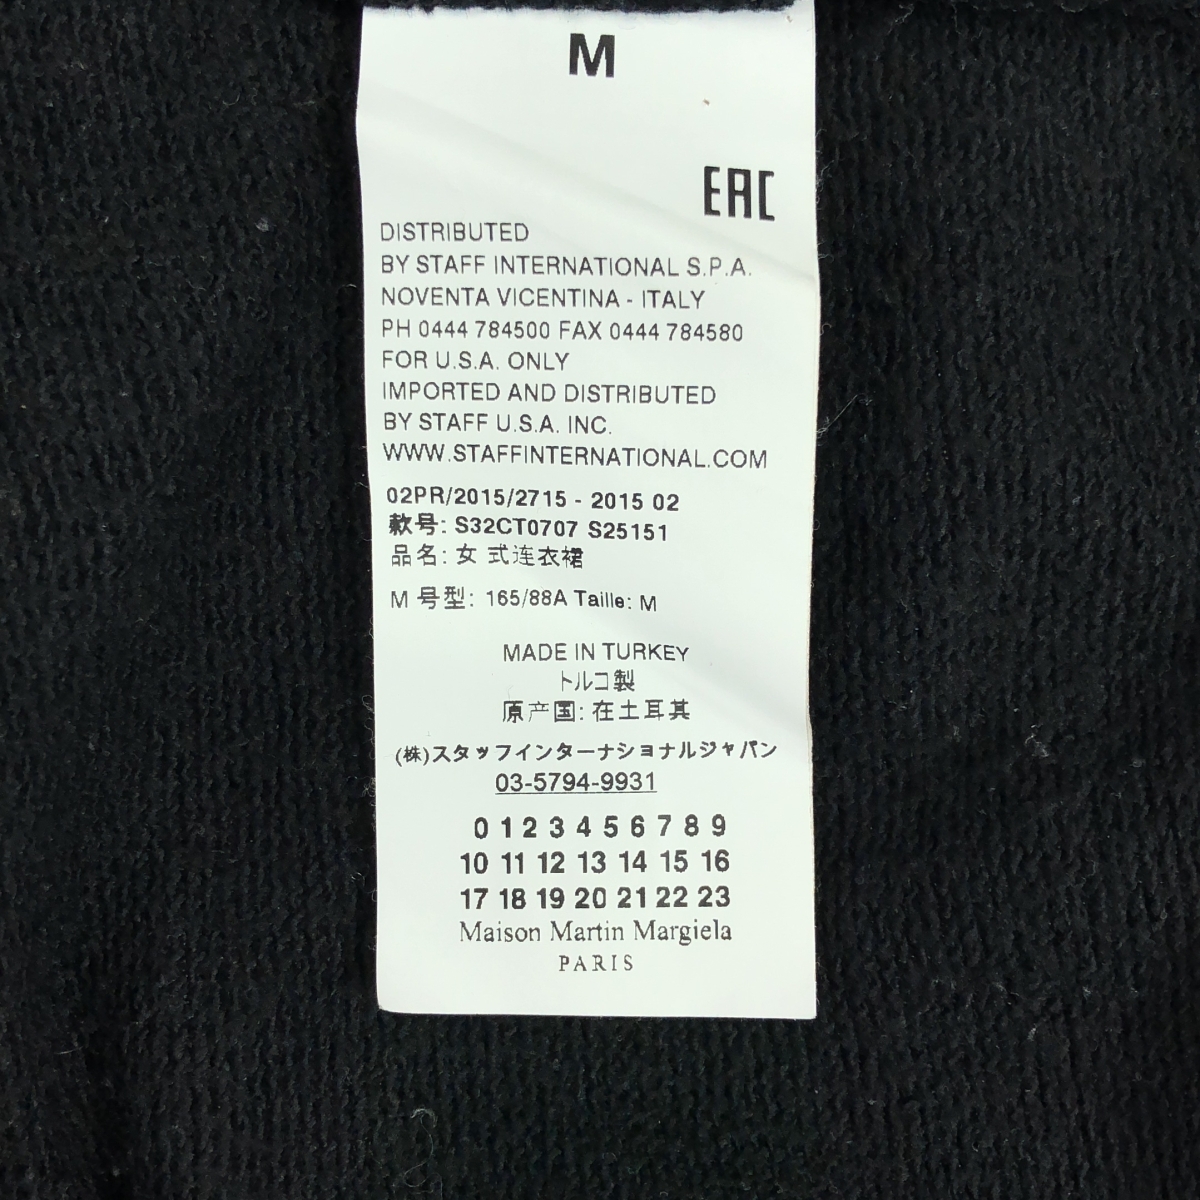 M
EAC
DISTRIBUTED
BY STAFF INTERNATIONAL S.P.A.
NOVENTA VICENTINA - ITALY
PH 0444 784500 FAX 0444 784580
FOR U.S.A. ONLY
IMPORTED AND DISTRIBUTED
BY STAFF U.S.A. INC.
WWW.STAFFINTERNATIONAL.COM
02PR/2015/2715 - 2015 02
款号: S32CT0707 S25151
品名: 女 式连衣裙
M 号型: 165/88A Taille: M
MADE IN TURKEY
トルコ製
原产国: 在土耳其
(株)スタッフインターナショナルジャパン
03-5794-9931
0 1 2 3 4 5 6 7 8 9
10 11 12 13 14 15 16
17 18 19 20 21 22 23
Maison Martin Margiela
PARIS